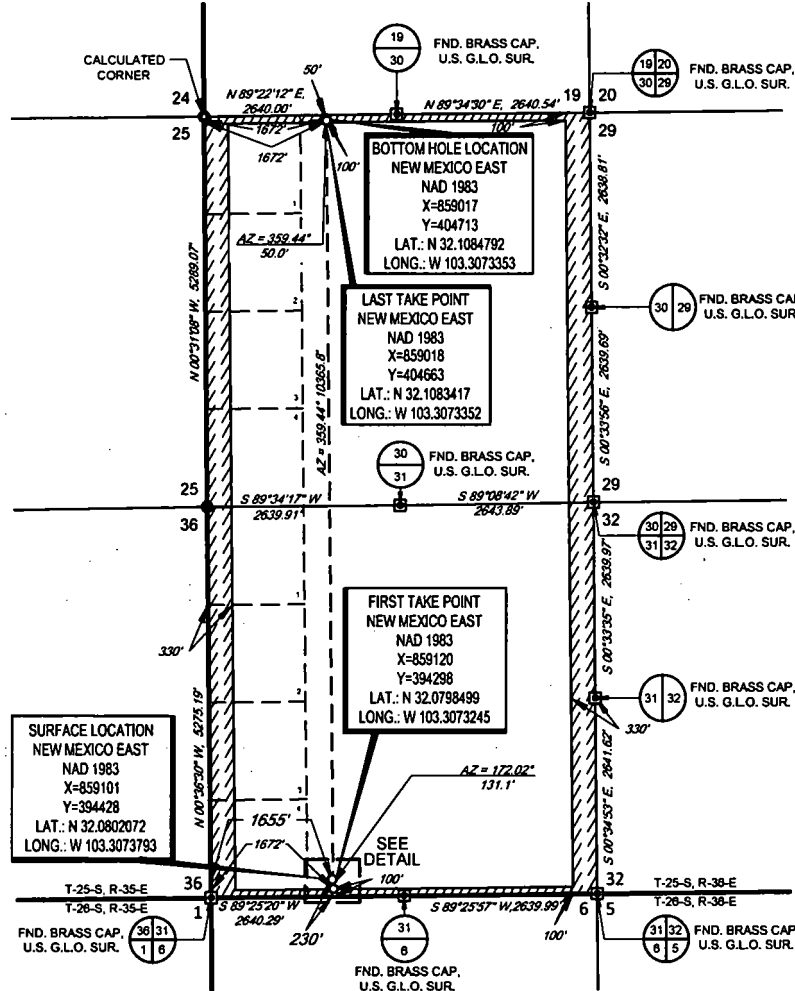 19
30
FND. BRASS CAP,
U.S. G.L.O. SUR.
CALCULATED
CORNER
19 20
30 29
FND. BRASS CAP,
U.S. G.L.O. SUR.
24
N 89°22'12" E,
2640.00'
50'
N 89°34'30" E, 2640.54'
19
20
25
1672'
1672'
100'
100'
29
BOTTOM HOLE LOCATION
NEW MEXICO EAST
NAD 1983
X=859017
Y=404713
LAT.: N 32.1084792
LONG.: W 103.3073353
S 00°32'32" E, 2638.81'
1
AZ = 359.44°
50.0'
N 00°31'08" W, 5289.07'
LAST TAKE POINT
NEW MEXICO EAST
NAD 1983
X=859018
Y=404663
LAT.: N 32.1083417
LONG.: W 103.3073352
30 29
FND. BRASS CAP
U.S. G.L.O. SUR.
2
3
4
AZ = 359.44° 10365.8'
S 00°33'56" E, 2639.69'
30
31
FND. BRASS CAP,
U.S. G.L.O. SUR.
25
36
S 89°34'17" W
2639.91'
S 89°08'42" W
2643.89'
29
32
30 29
31 32
FND. BRASS CAP,
U.S. G.L.O. SUR.
S 00°33'35" E, 2639.97'
1
330'
FIRST TAKE POINT
NEW MEXICO EAST
NAD 1983
X=859120
Y=394298
LAT.: N 32.0798499
LONG.: W 103.3073245
2
31 32
FND. BRASS CAP,
U.S. G.L.O. SUR.
330'
SURFACE LOCATION
NEW MEXICO EAST
NAD 1983
X=859101
Y=394428
LAT.: N 32.0802072
LONG.: W 103.3073793
N 00°36'30" W, 5275.19'
AZ = 172.02°
131.1'
S 00°34'53" E, 2641.62'
3
4
1655'
1672'
SEE
DETAIL
100'
36
1
32
T-25-S, R-35-E
T-26-S, R-35-E
T-25-S, R-36-E
T-26-S, R-36-E
S 89°25'20" W
2640.29'
230'
S 89°25'57" W, 2639.99'
100'
6
5
FND. BRASS CAP,
U.S. G.L.O. SUR.
36 31
1 6
31
6
FND. BRASS CAP,
U.S. G.L.O. SUR.
31 32
6 5
FND. BRASS CAP,
U.S. G.L.O. SUR.